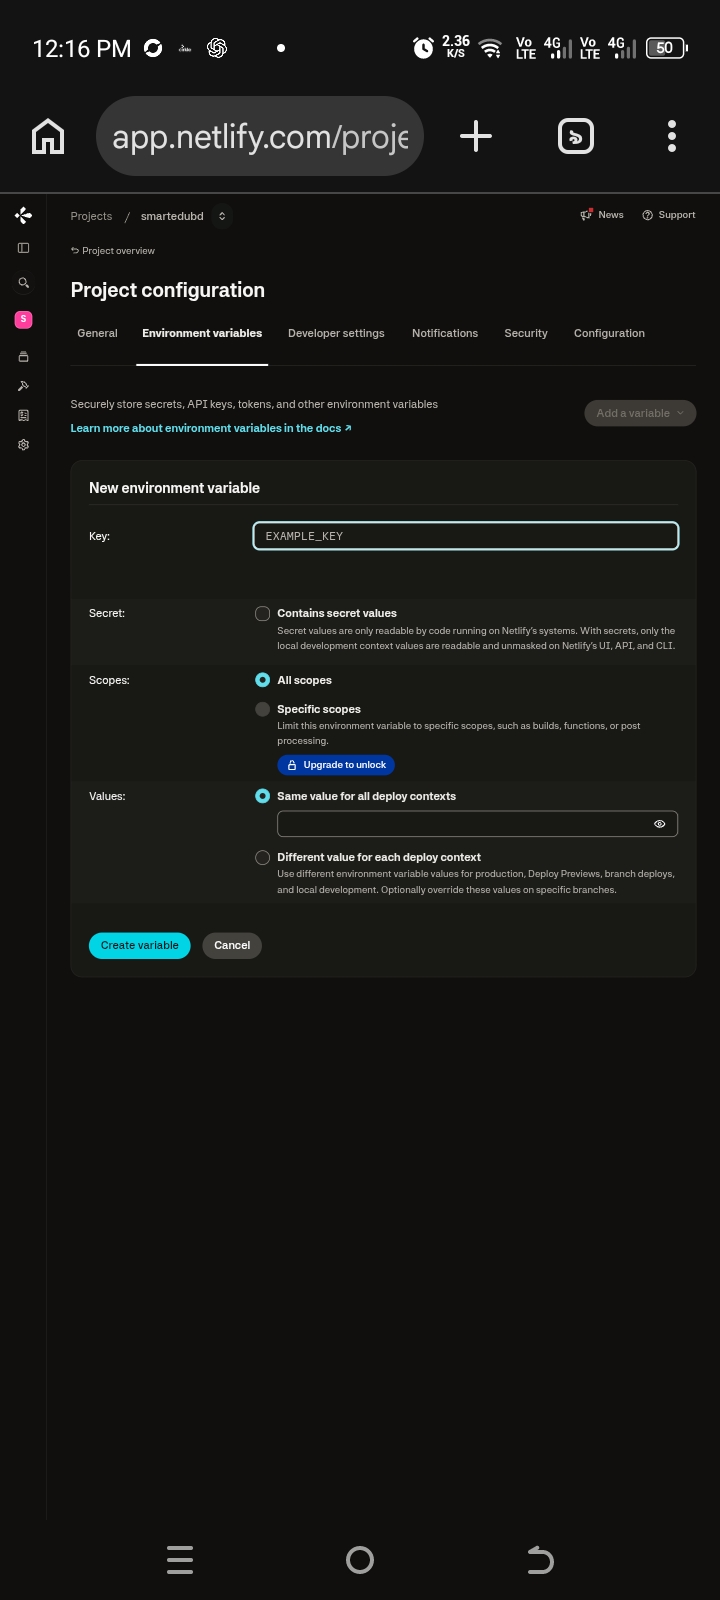 12:16 PM
2.36 K/S
Vo LTE 4G Vo LTE 4G
50
app.netlify.com/proje
Projects / smartedubd
News
Support
S
Project overview
Project configuration
General
Environment variables
Developer settings
Notifications
Security
Configuration
Securely store secrets, API keys, tokens, and other environment variables
Add a variable
Learn more about environment variables in the docs ↗
New environment variable
Key:
EXAMPLE_KEY
Secret:
Contains secret values
Secret values are only readable by code running on Netlify's systems. With secrets, only the
local development context values are readable and unmasked on Netlify's UI, API, and CLI.
Scopes:
All scopes
Specific scopes
Limit this environment variable to specific scopes, such as builds, functions, or post
processing.
Upgrade to unlock
Values:
Same value for all deploy contexts
Different value for each deploy context
Use different environment variable values for production, Deploy Previews, branch deploys,
and local development. Optionally override these values on specific branches.
Create variable
Cancel